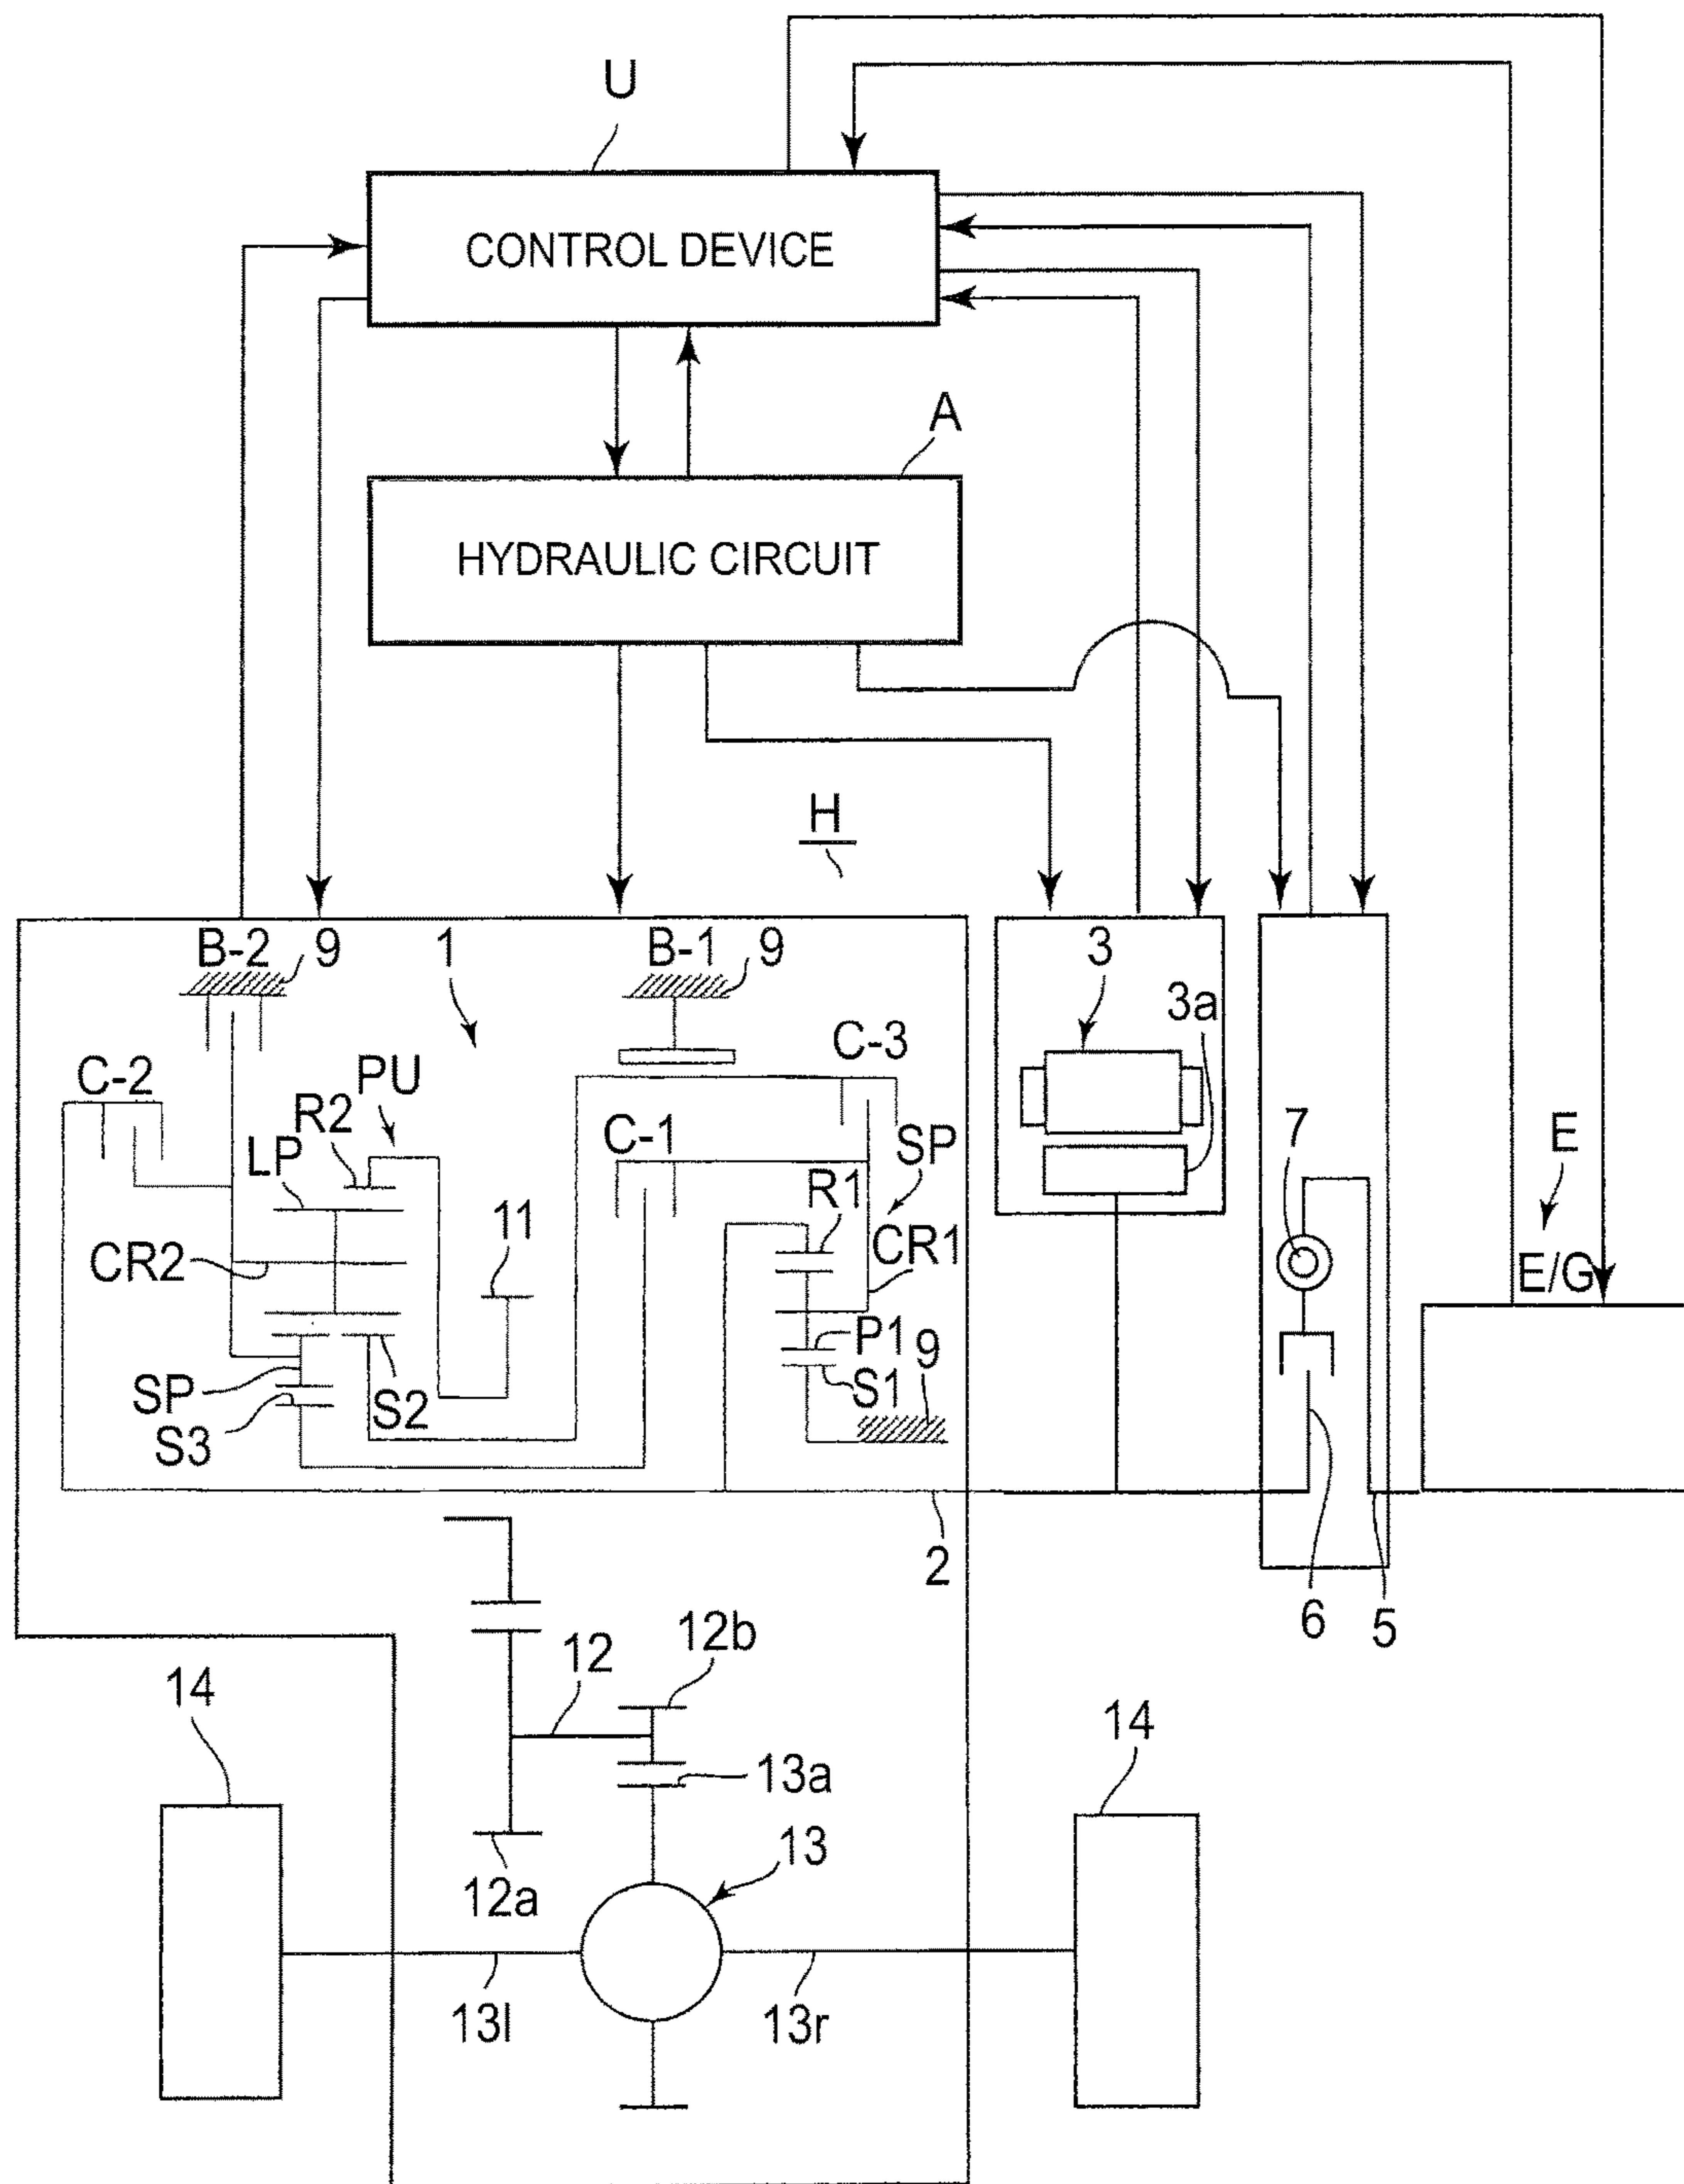 U
CONTROL DEVICE
A
HYDRAULIC CIRCUIT
H
B-2 9 1 B-1 9 3
3a
C-3
C-2 PU
R2 C-1 SP 7 E
LP R1
11
CR2 CR1 E/G
P1 9
SP S2 S1
S3
2 6 5
12 12b
14 14
13a
13
12a
13l 13r